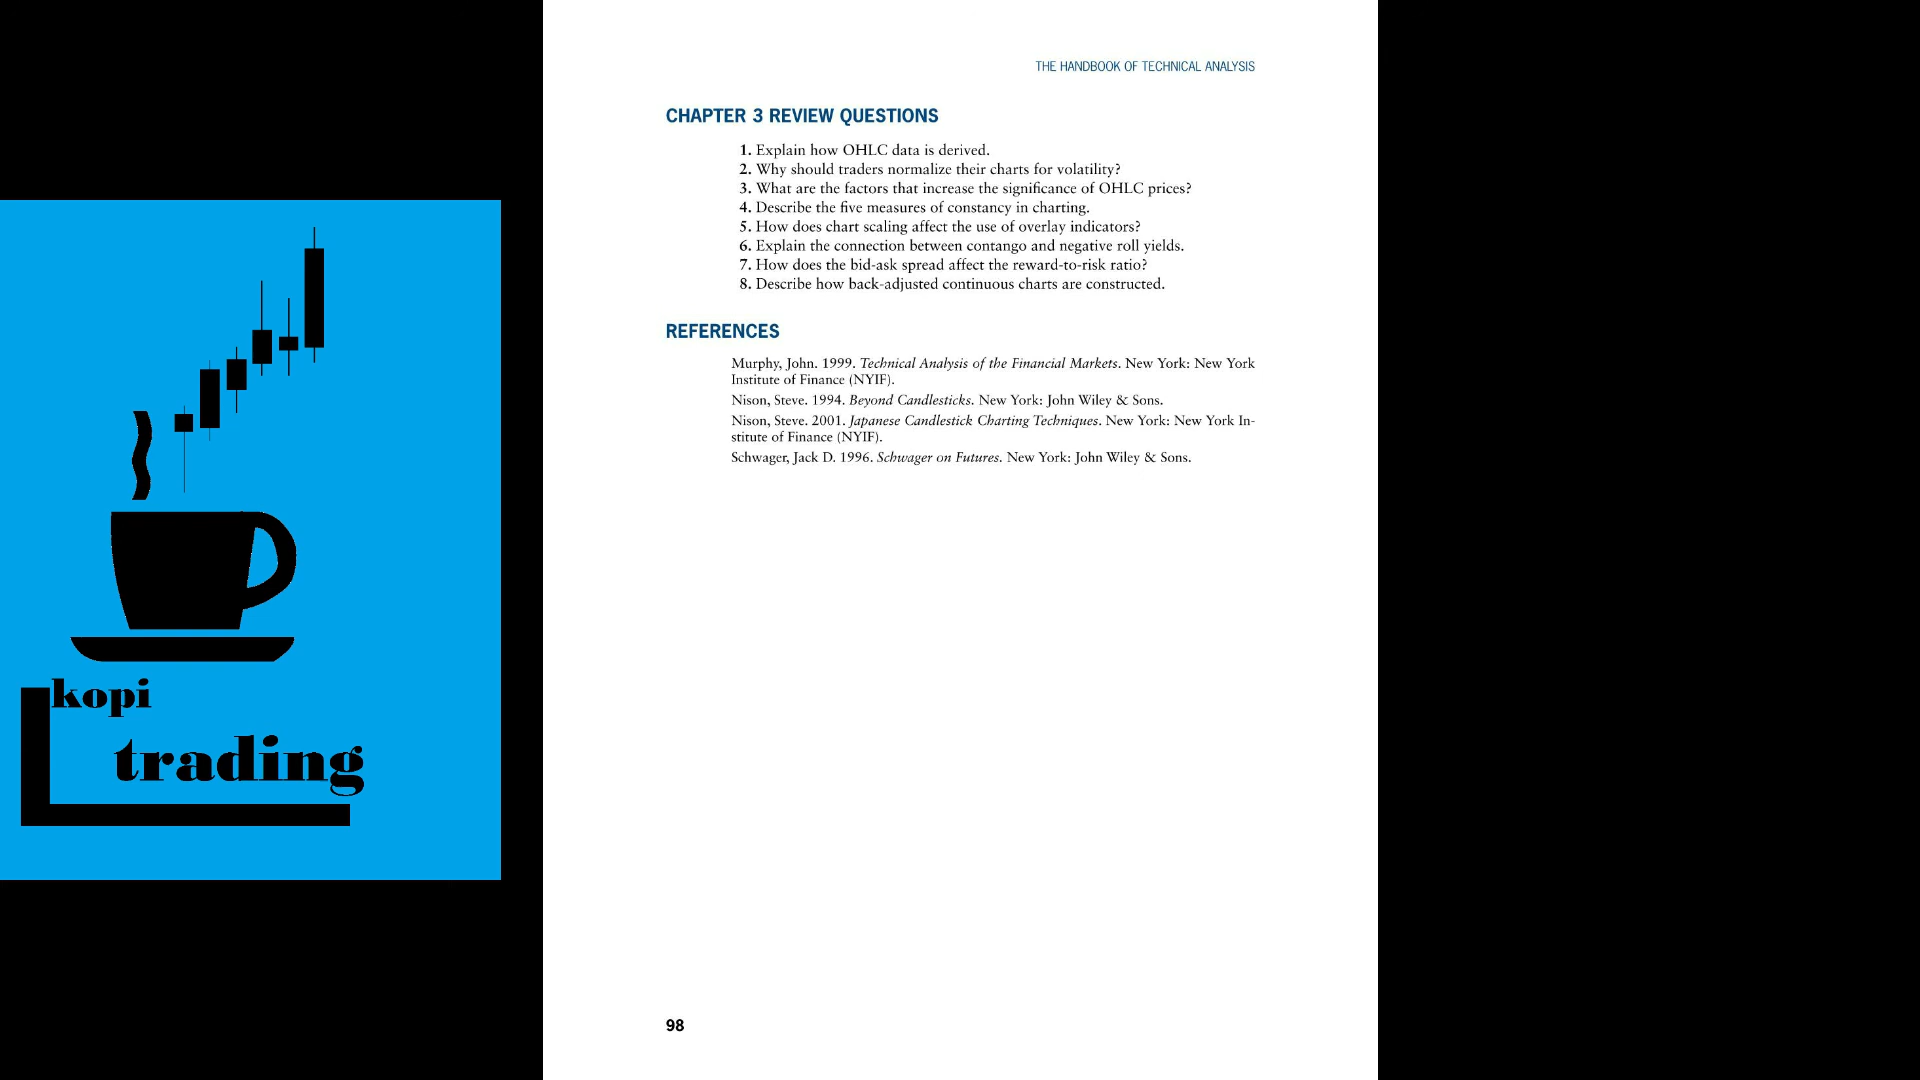 THE HANDBOOK OF TECHNICAL ANALYSIS
CHAPTER 3 REVIEW QUESTIONS
1. Explain how OHLC data is derived.
2. Why should traders normalize their charts for volatility?
3. What are the factors that increase the significance of OHLC prices?
4. Describe the five measures of constancy in charting.
5. How does chart scaling affect the use of overlay indicators?
6. Explain the connection between contango and negative roll yields.
7. How does the bid-ask spread affect the reward-to-risk ratio?
8. Describe how back-adjusted continuous charts are constructed.
REFERENCES
Murphy, John. 1999. Technical Analysis of the Financial Markets. New York: New York
Institute of Finance (NYIF).
Nison, Steve. 1994. Beyond Candlesticks. New York: John Wiley & Sons.
Nison, Steve. 2001. Japanese Candlestick Charting Techniques. New York: New York In-
stitute of Finance (NYIF).
Schwager, Jack D. 1996. Schwager on Futures. New York: John Wiley & Sons.
98
kopi
trading